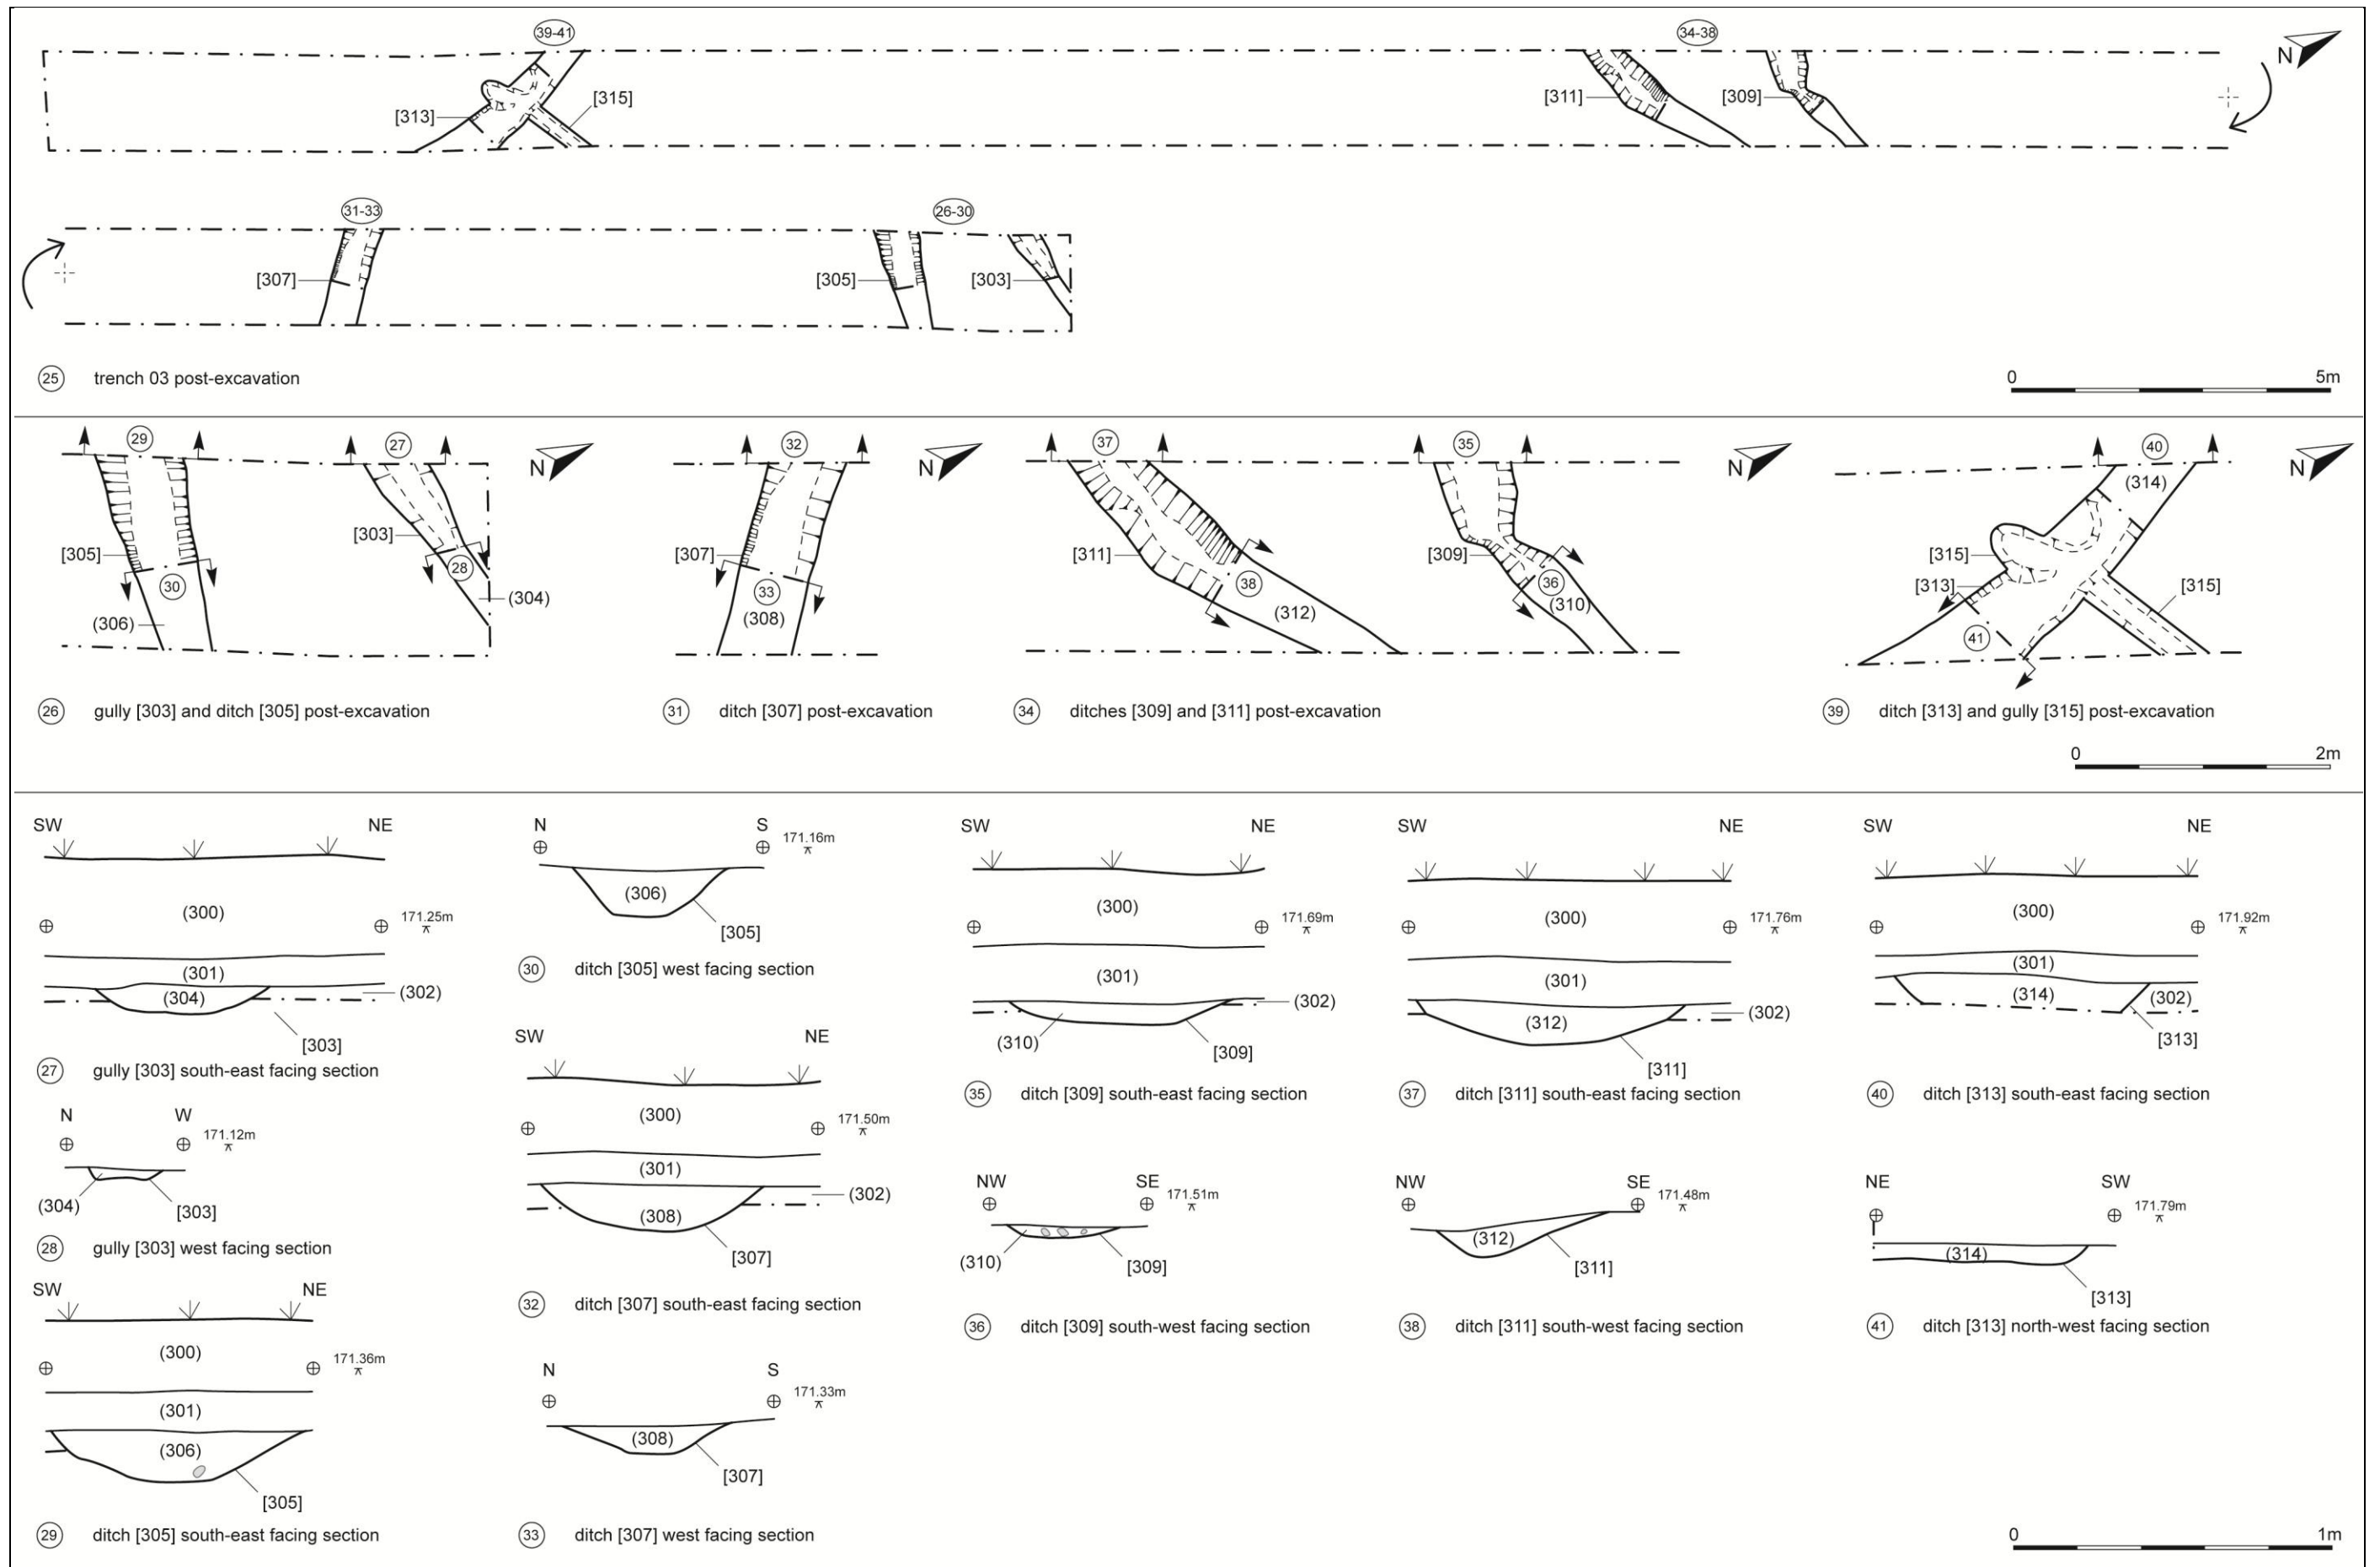 39-41
34-38
N
[313]
[315]
[311]
[309]
31-33
26-30
[307]
[305]
[303]
25 trench 03 post-excavation
0 5m
29
27
N
[305]
[303]
30
28
(304)
(306)
26 gully [303] and ditch [305] post-excavation
32
N
[307]
33
(308)
31 ditch [307] post-excavation
37
35
N
[311]
[309]
38
36
(312)
(310)
34 ditches [309] and [311] post-excavation
40
N
(314)
[315]
[313]
[315]
41
39 ditch [313] and gully [315] post-excavation
0 2m
SW NE
(300)
171.25m
(301)
(304)
(302)
[303]
27 gully [303] south-east facing section
N W
171.12m
(304)
[303]
28 gully [303] west facing section
SW NE
(300)
171.36m
(301)
(306)
[305]
29 ditch [305] south-east facing section
N S
171.16m
(306)
[305]
30 ditch [305] west facing section
SW NE
(300)
171.50m
(301)
(302)
(308)
[307]
32 ditch [307] south-east facing section
N S
171.33m
(308)
[307]
33 ditch [307] west facing section
SW NE
(300)
171.69m
(301)
(302)
(310)
[309]
35 ditch [309] south-east facing section
NW SE
171.51m
(310)
[309]
36 ditch [309] south-west facing section
SW NE
(300)
171.76m
(301)
(302)
(312)
[311]
37 ditch [311] south-east facing section
NW SE
171.48m
(312)
[311]
38 ditch [311] south-west facing section
SW NE
(300)
171.92m
(301)
(314)
(302)
[313]
40 ditch [313] south-east facing section
NE SW
171.79m
(314)
[313]
41 ditch [313] north-west facing section
0 1m